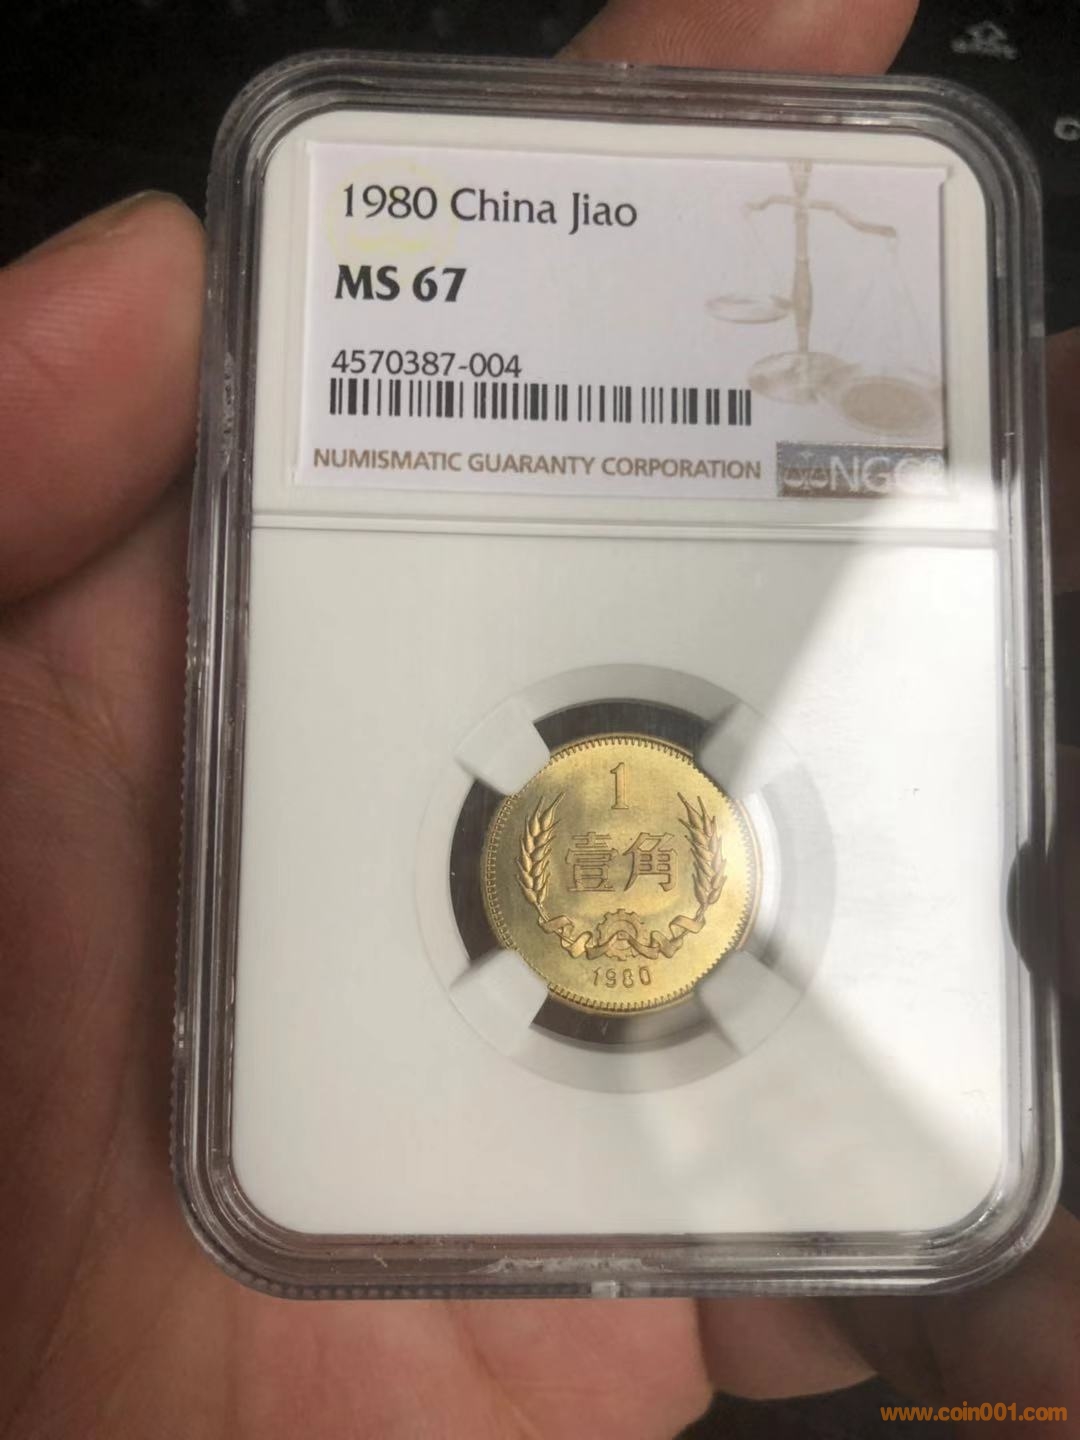 1980 China Jiao
MS 67
4570387-004
NUMISMATIC GUARANTY CORPORATION
NGC
1
壹角
1980
www.coin001.com